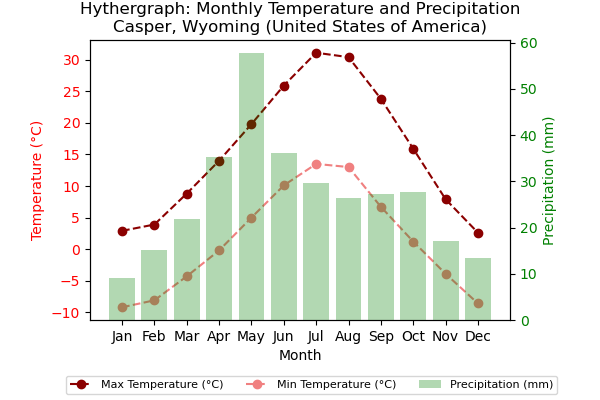 Hythergraph: Monthly Temperature and Precipitation
Casper, Wyoming (United States of America)
Temperature (°C)
30
25
20
15
10
5
0
−5
−10
60
50
40
30
20
10
0
Precipitation (mm)
Jan Feb Mar Apr May Jun Jul Aug Sep Oct Nov Dec
Month
Max Temperature (°C) Min Temperature (°C) Precipitation (mm)